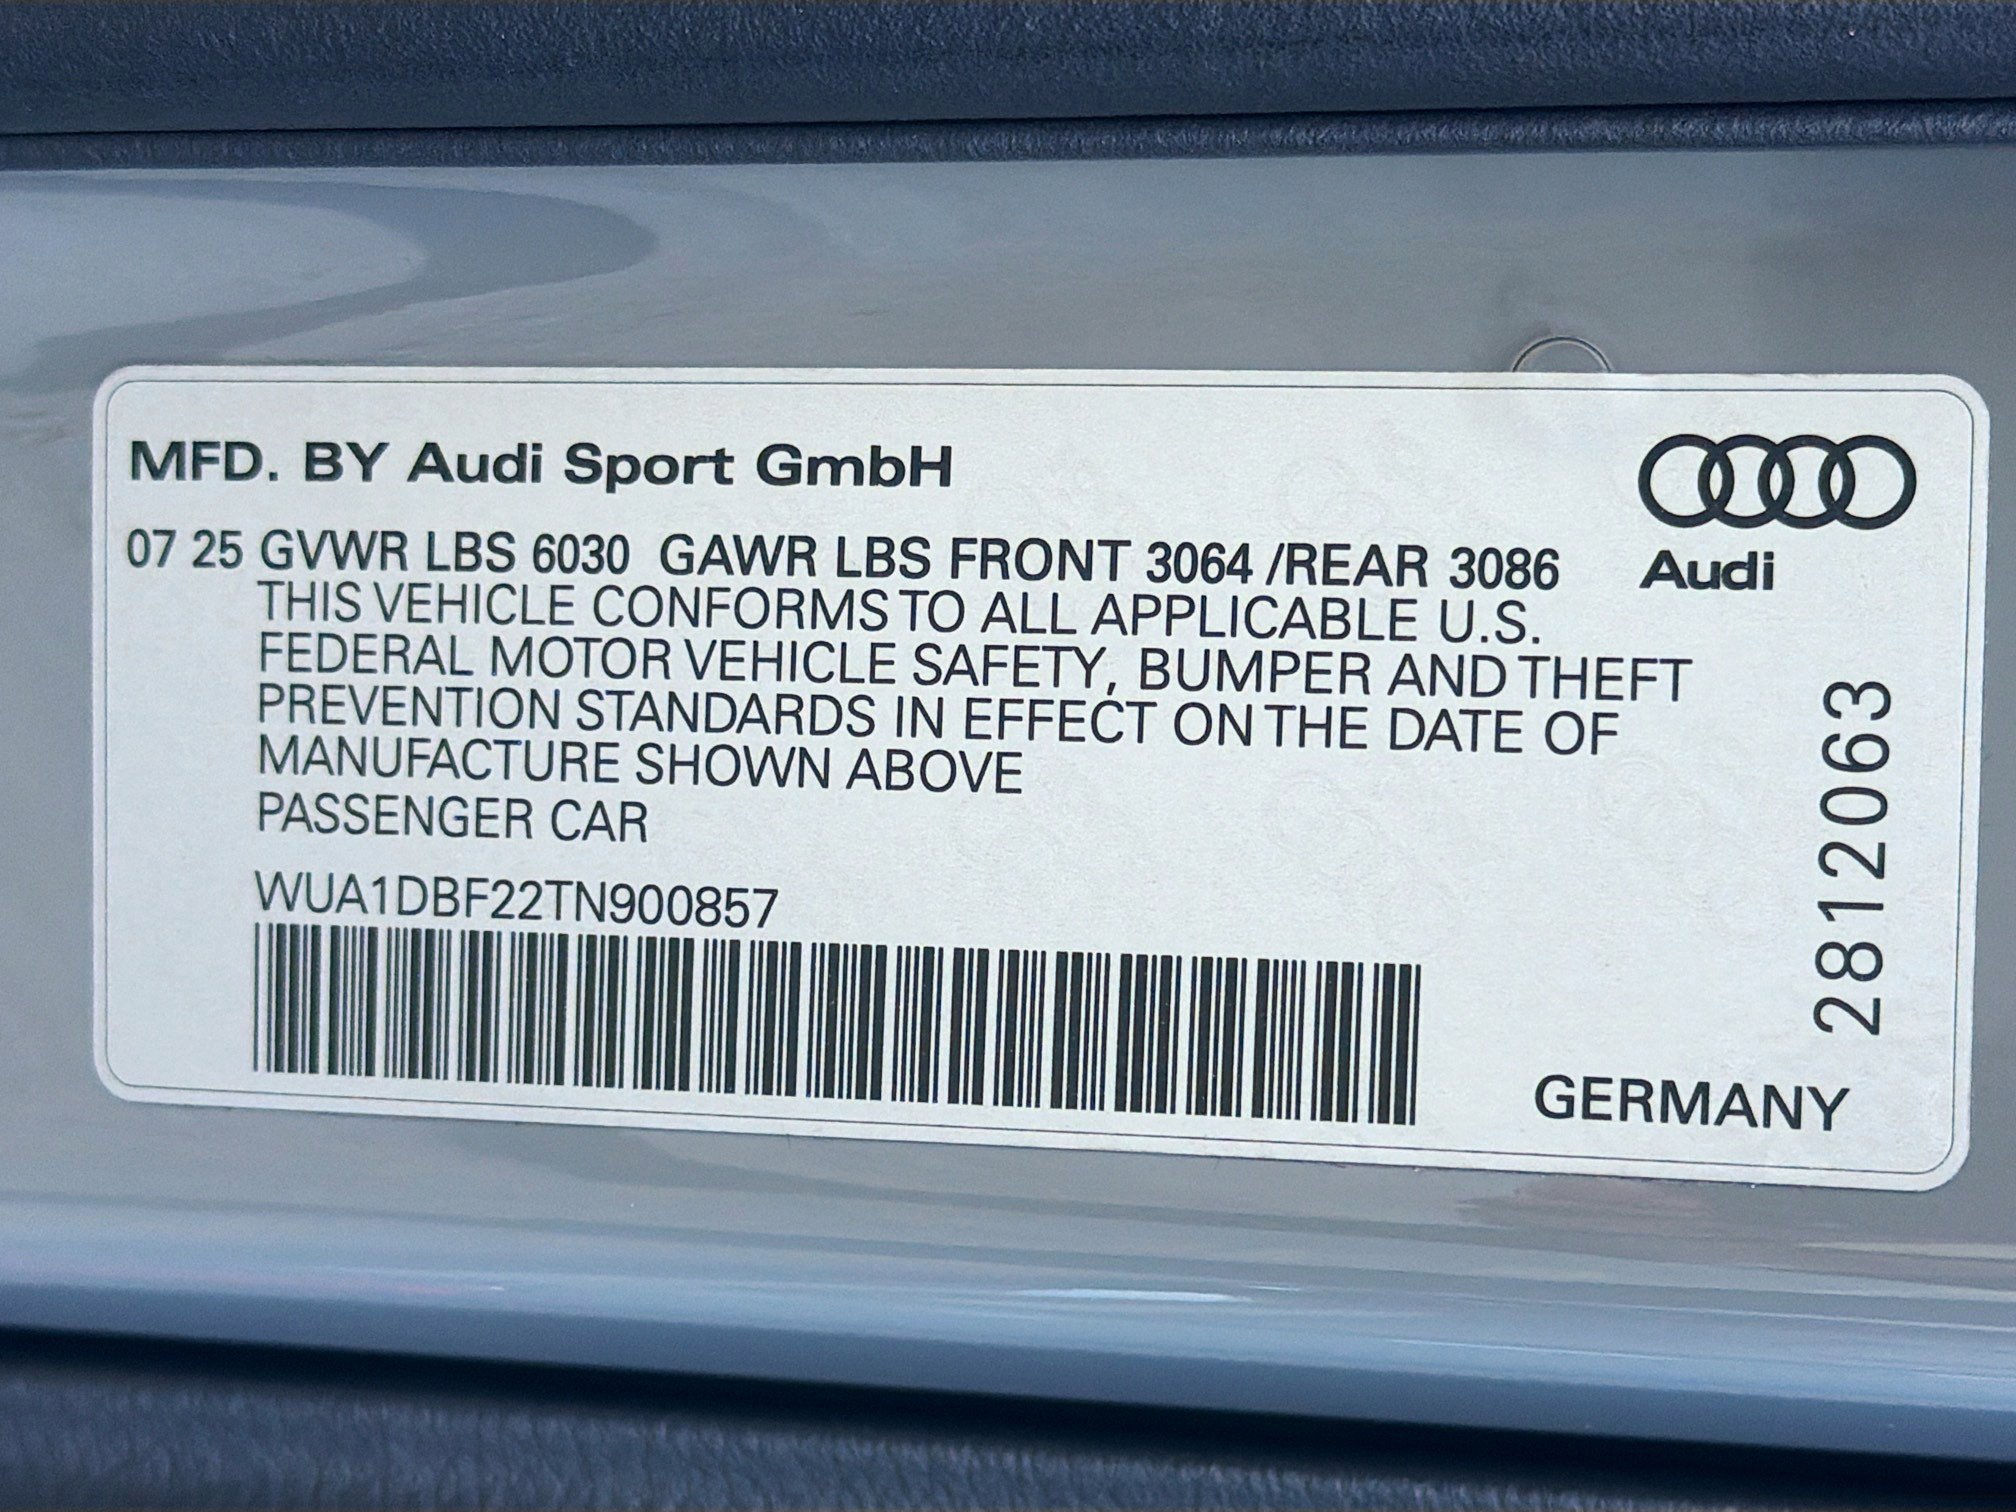 MFD. BY Audi Sport GmbH
07 25 GVWR LBS 6030 GAWR LBS FRONT 3064 /REAR 3086
Audi
THIS VEHICLE CONFORMS TO ALL APPLICABLE U.S.
FEDERAL MOTOR VEHICLE SAFETY, BUMPER AND THEFT
PREVENTION STANDARDS IN EFFECT ON THE DATE OF
MANUFACTURE SHOWN ABOVE
PASSENGER CAR
WUA1DBF22TN900857
2812063
GERMANY